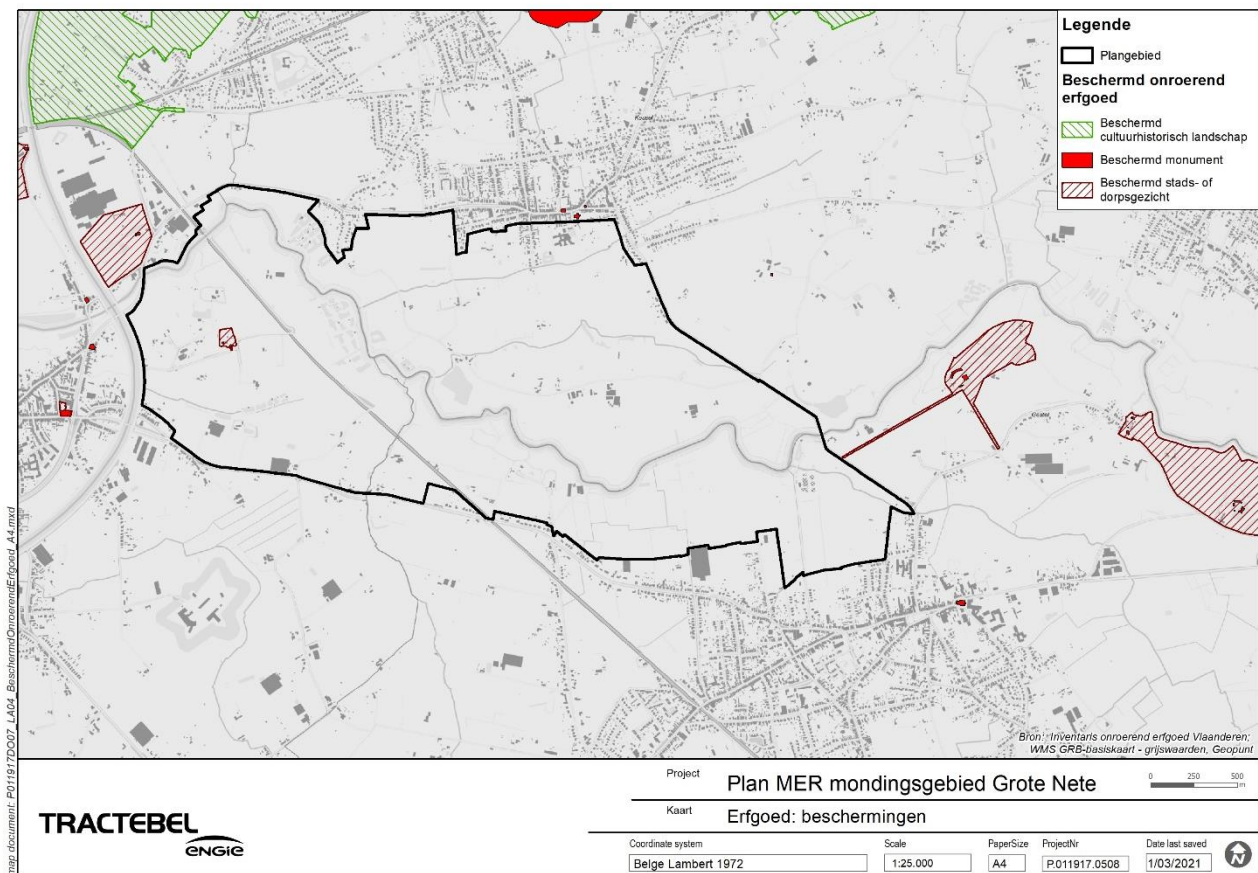 Legende
Plangebied
Beschermd onroerend
erfgoed
Beschermd
cultuurhistorisch landschap
Beschermd monument
Beschermd stads- of
dorpsgezicht
Bron: Inventaris onroerend erfgoed Vlaanderen;
WMS GRB-basiskaart - grijswaarden, Geopunt
map document: P011917DO07_LA04_BeschermdOnroerendErfgoed_A4.mxd
Project
Plan MER mondingsgebied Grote Nete
0 250 500
m
Kaart
Erfgoed: beschermingen
TRACTEBEL
ENGIE
Coordinate system
Scale
PaperSize
ProjectNr
Date last saved
Belge Lambert 1972
1:25.000
A4
P.011917.0508
1/03/2021
N